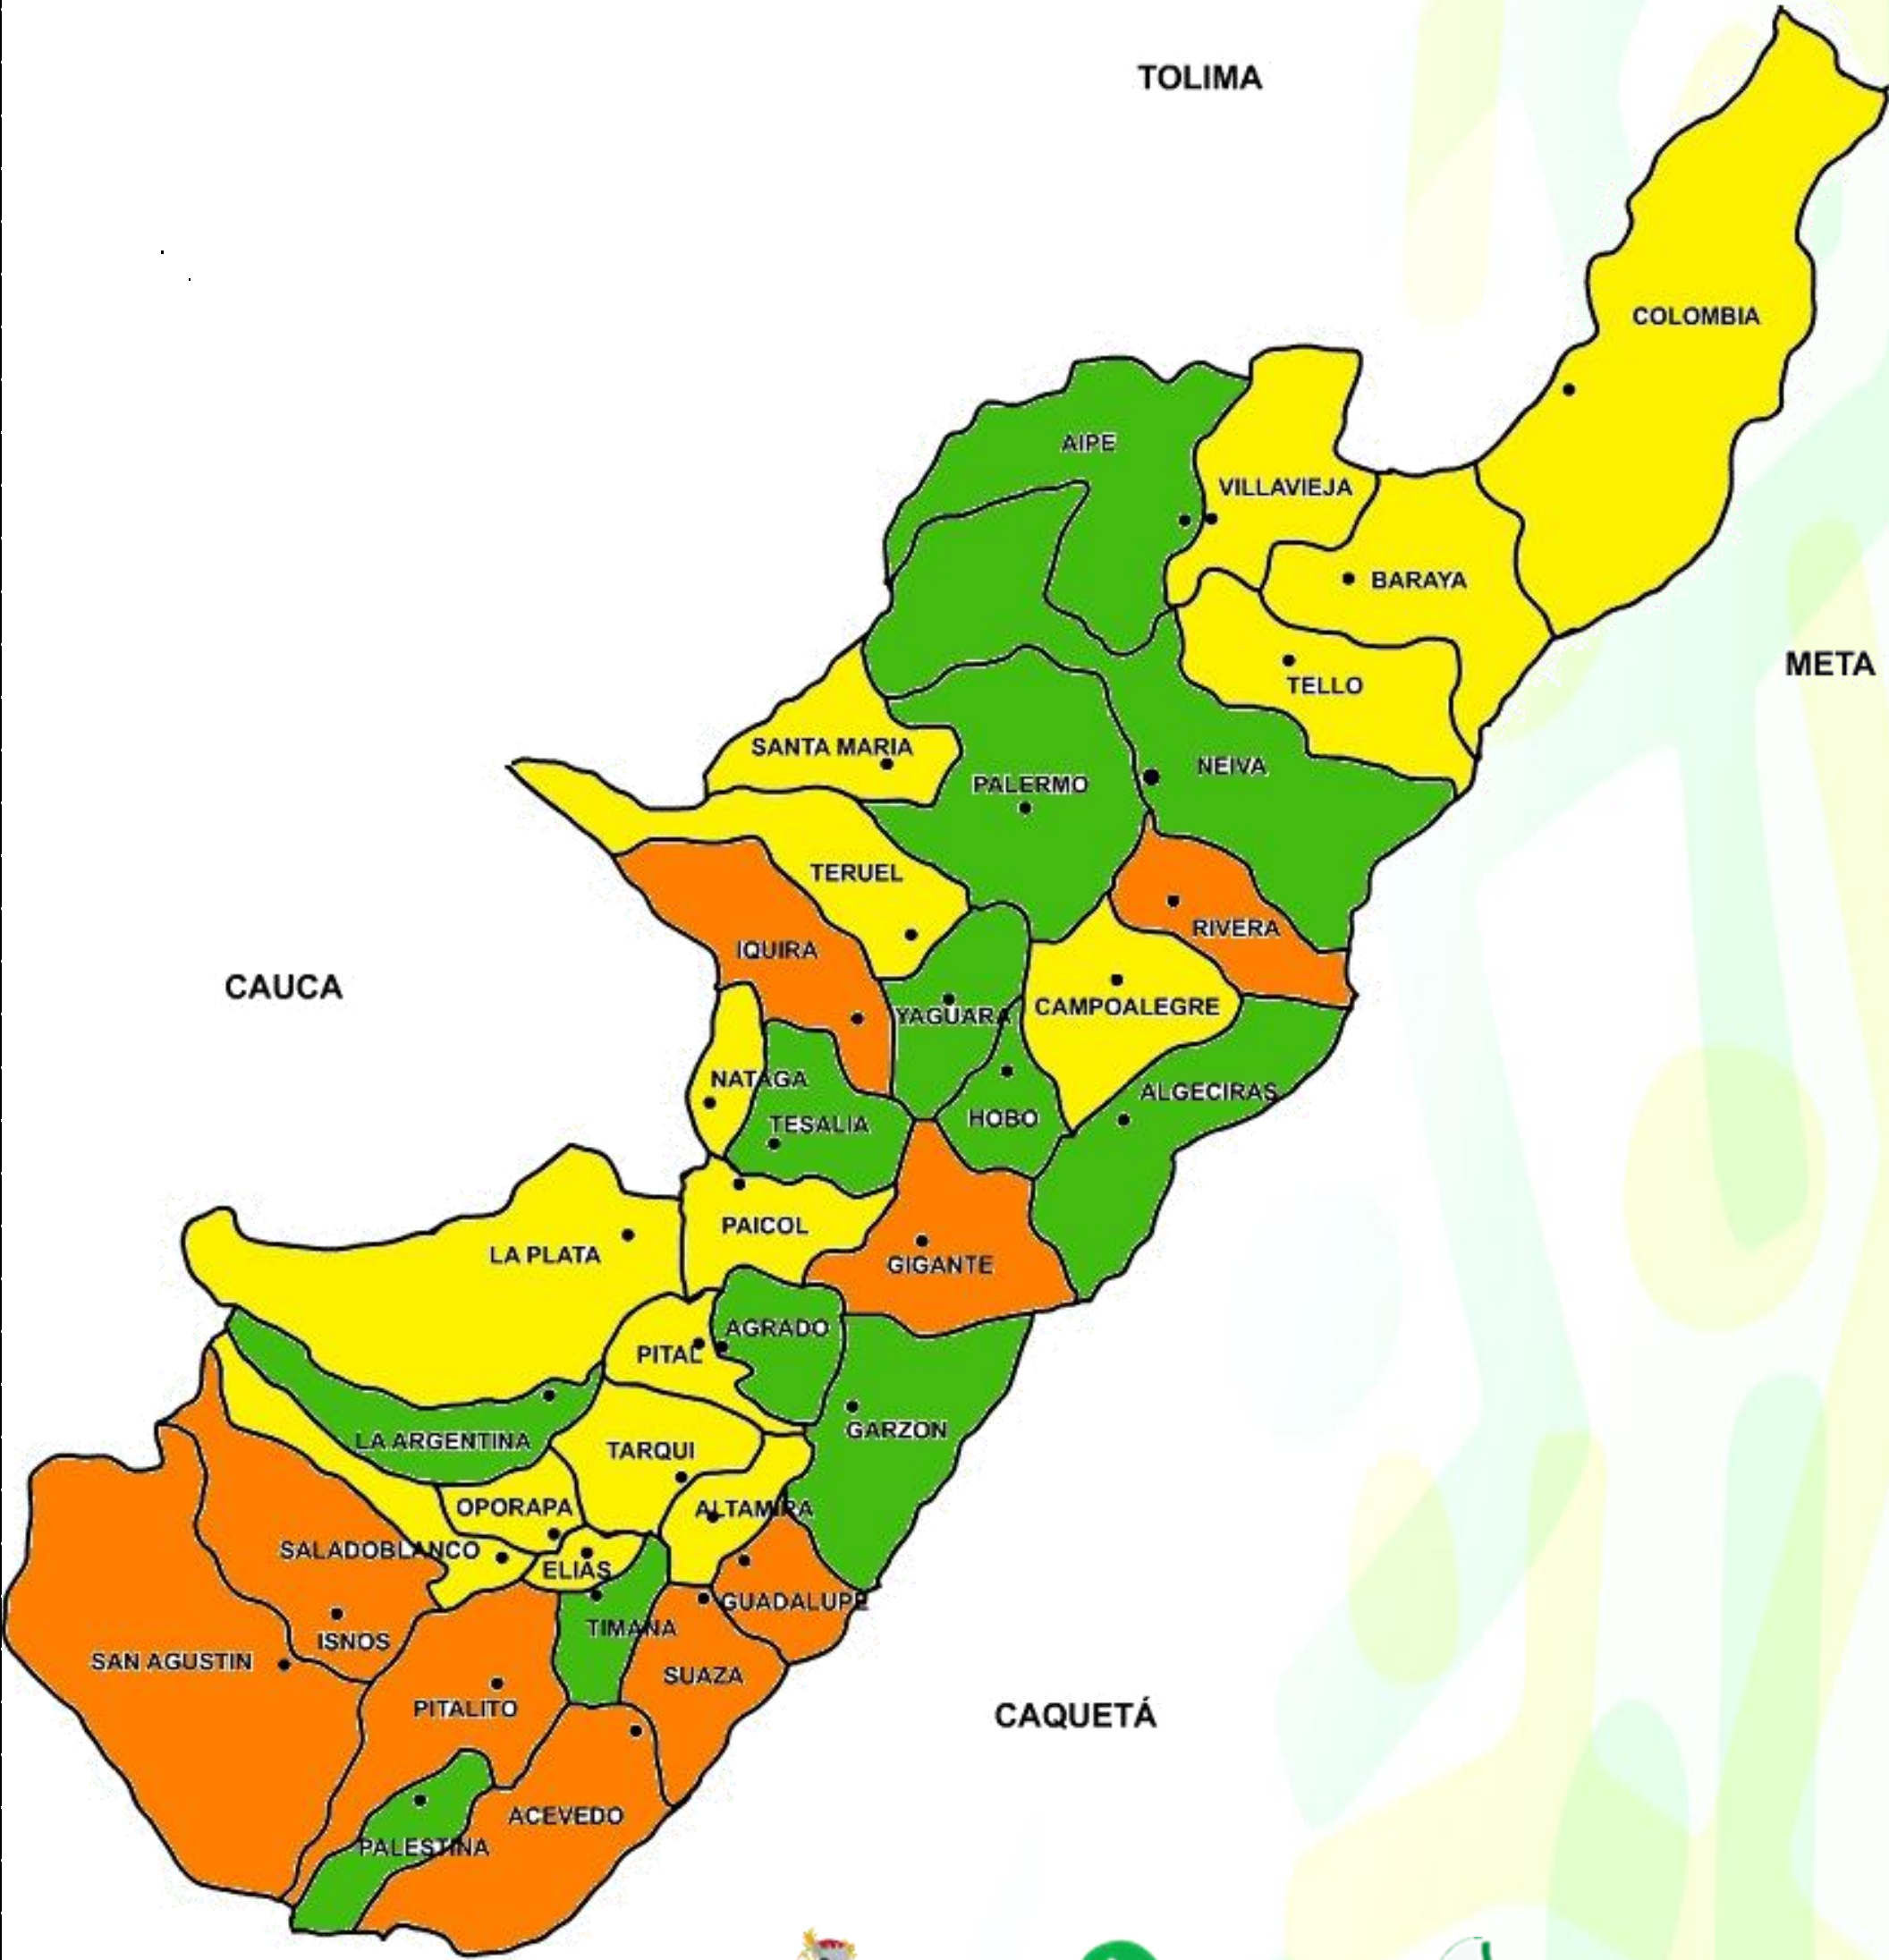 TOLIMA
COLOMBIA
AIPE
VILLAVIEJA
BARAYA
META
TELLO
SANTA MARIA
NEIVA
PALERMO
TERUEL
RIVERA
IQUIRA
CAUCA
CAMPOALEGRE
YAGUARA
NATAGA
ALGECIRAS
HOBO
TESALIA
PAICOL
LA PLATA
GIGANTE
AGRADO
PITAL
GARZON
LA ARGENTINA
TARQUI
OPORAPA
ALTAMIRA
SALADOBLANCO
ELIAS
GUADALUPE
TIMANA
ISNOS
SAN AGUSTIN
SUAZA
PITALITO
CAQUETÁ
ACEVEDO
PALESTINA